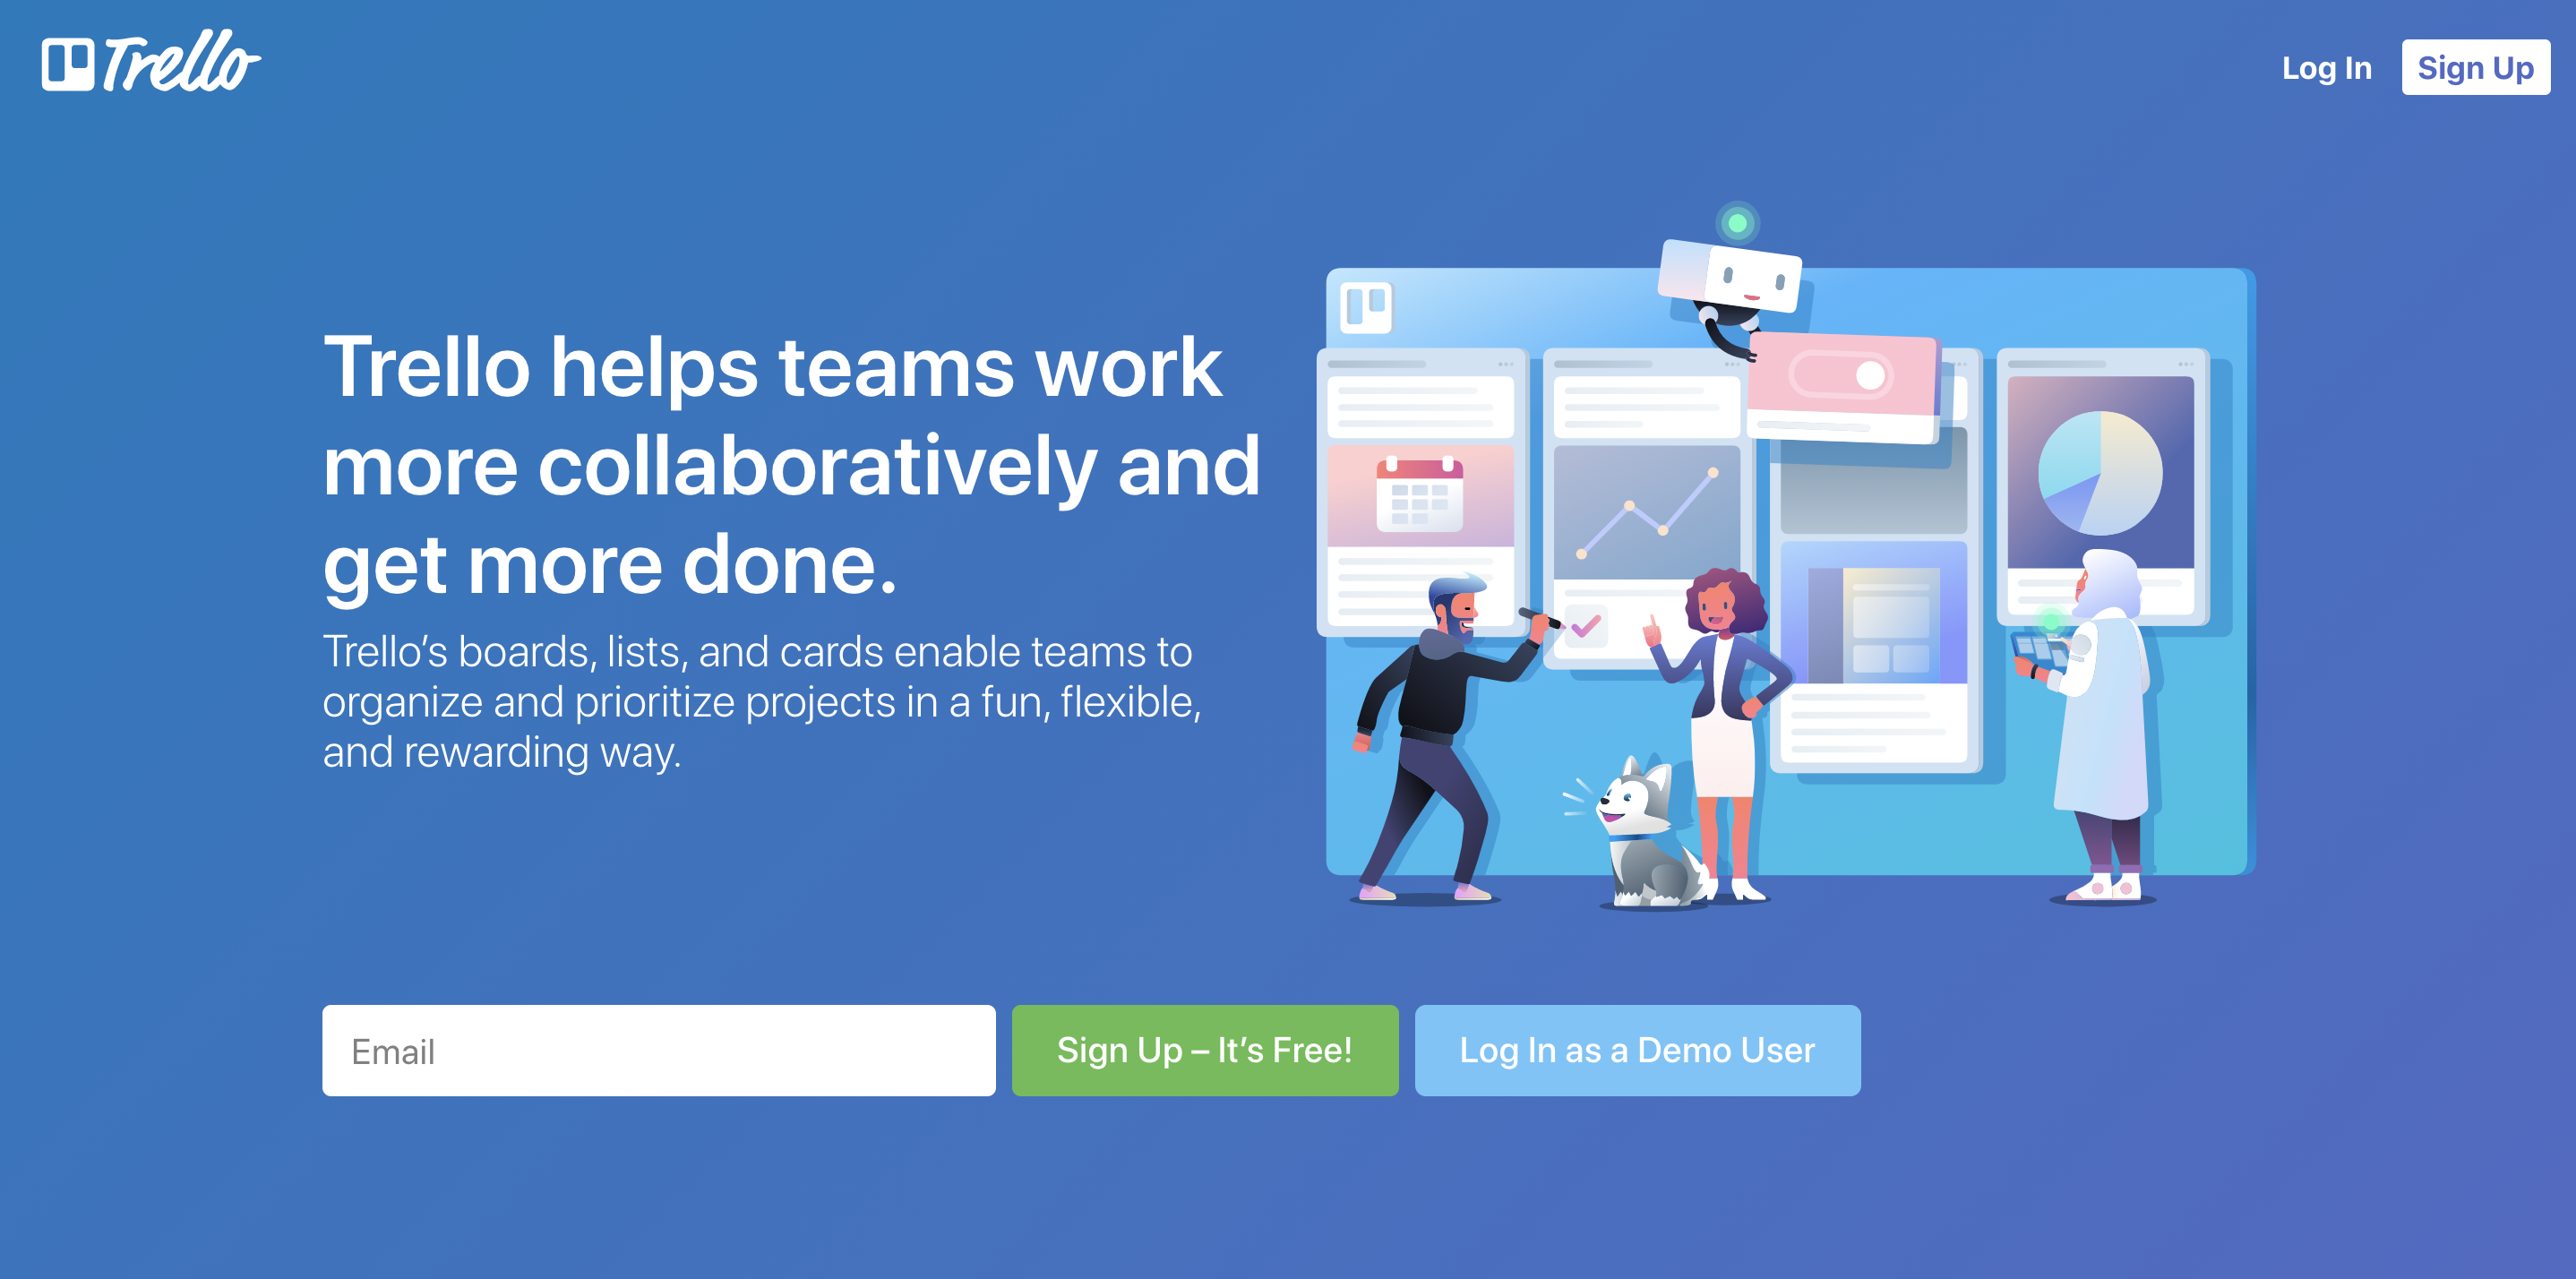 Trello
Log In
Sign Up
Trello helps teams work
more collaboratively and
get more done.
Trello’s boards, lists, and cards enable teams to
organize and prioritize projects in a fun, flexible,
and rewarding way.
Email
Sign Up – It’s Free!
Log In as a Demo User